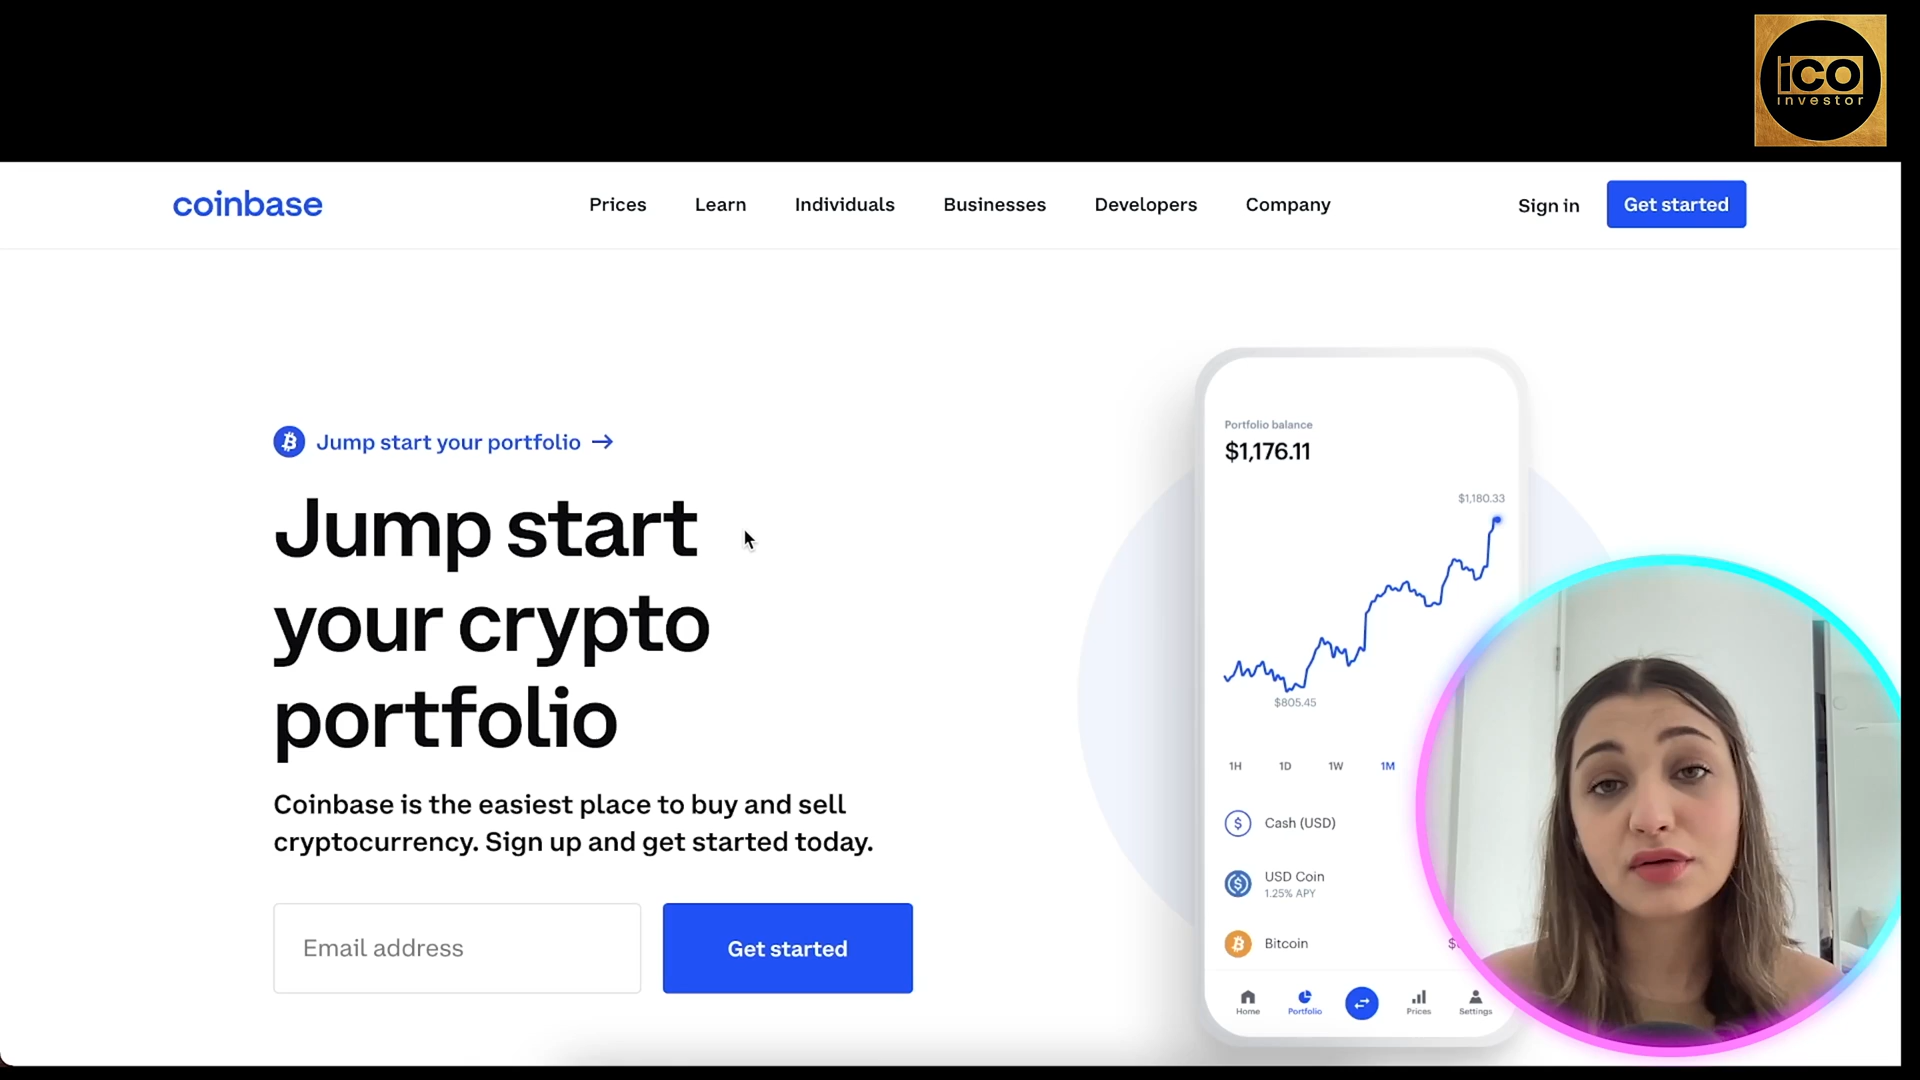 iCO
investor
coinbase
Prices
Learn
Individuals
Businesses
Developers
Company
Sign in
Get started
Jump start your portfolio →
Jump start
your crypto
portfolio
Coinbase is the easiest place to buy and sell
cryptocurrency. Sign up and get started today.
Email address
Get started
Portfolio balance
$1,176.11
$1,180.33
$805.45
1H 1D 1W 1M
Cash (USD)
USD Coin
1.25% APY
Bitcoin
Home Portfolio Prices Settings